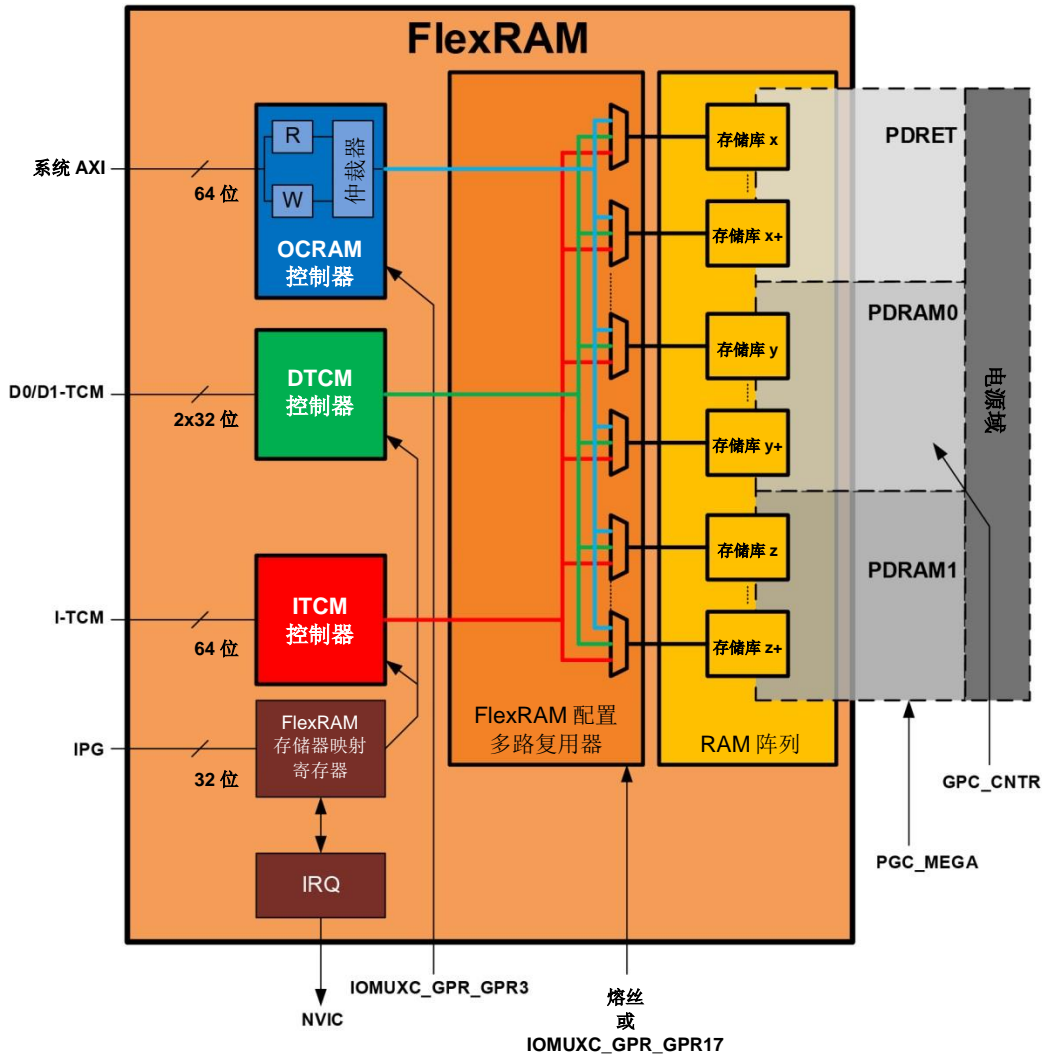 FlexRAM
系统 AXI
64 位
R
W
仲裁器
OCRAM
控制器
D0/D1-TCM
2x32 位
DTCM
控制器
I-TCM
64 位
ITCM
控制器
IPG
32 位
FlexRAM
存储器映射
寄存器
IRQ
NVIC
IOMUXC_GPR_GPR3
FlexRAM 配置
多路复用器
熔丝
或
IOMUXC_GPR_GPR17
存储库 x
存储库 x+
存储库 y
存储库 y+
存储库 z
存储库 z+
RAM 阵列
PDRET
PDRAM0
PDRAM1
电源域
GPC_CNTR
PGC_MEGA